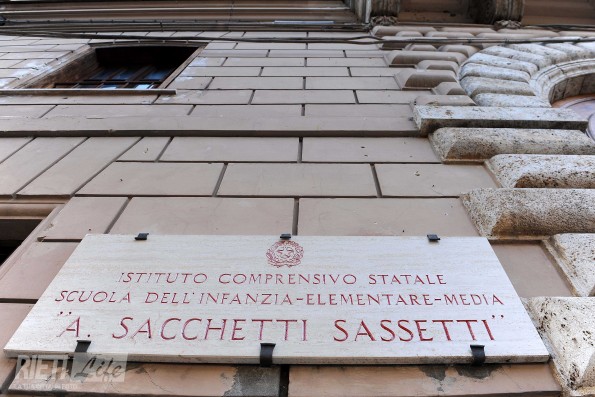 ISTITUTO COMPRENSIVO STATALE
SCUOLA DELL'INFANZIA-ELEMENTARE-MEDIA
"A. SACCHETTI SASSETTI"
RIETI Life